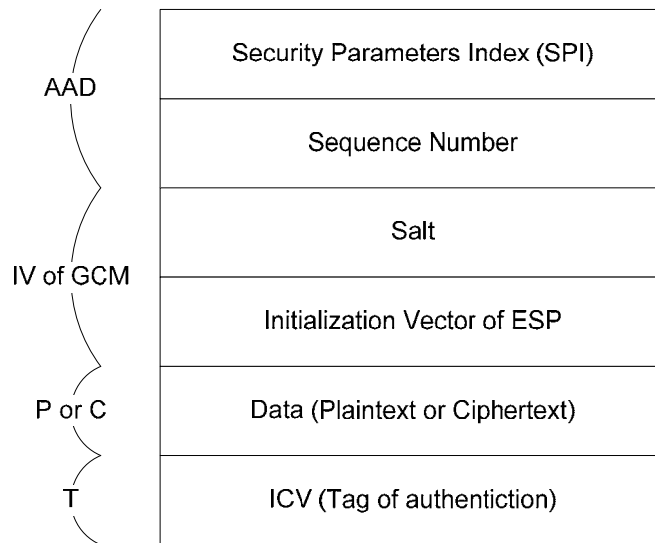 AAD
Security Parameters Index (SPI)
Sequence Number
IV of GCM
Salt
Initialization Vector of ESP
P or C
Data (Plaintext or Ciphertext)
T
ICV (Tag of authentiction)